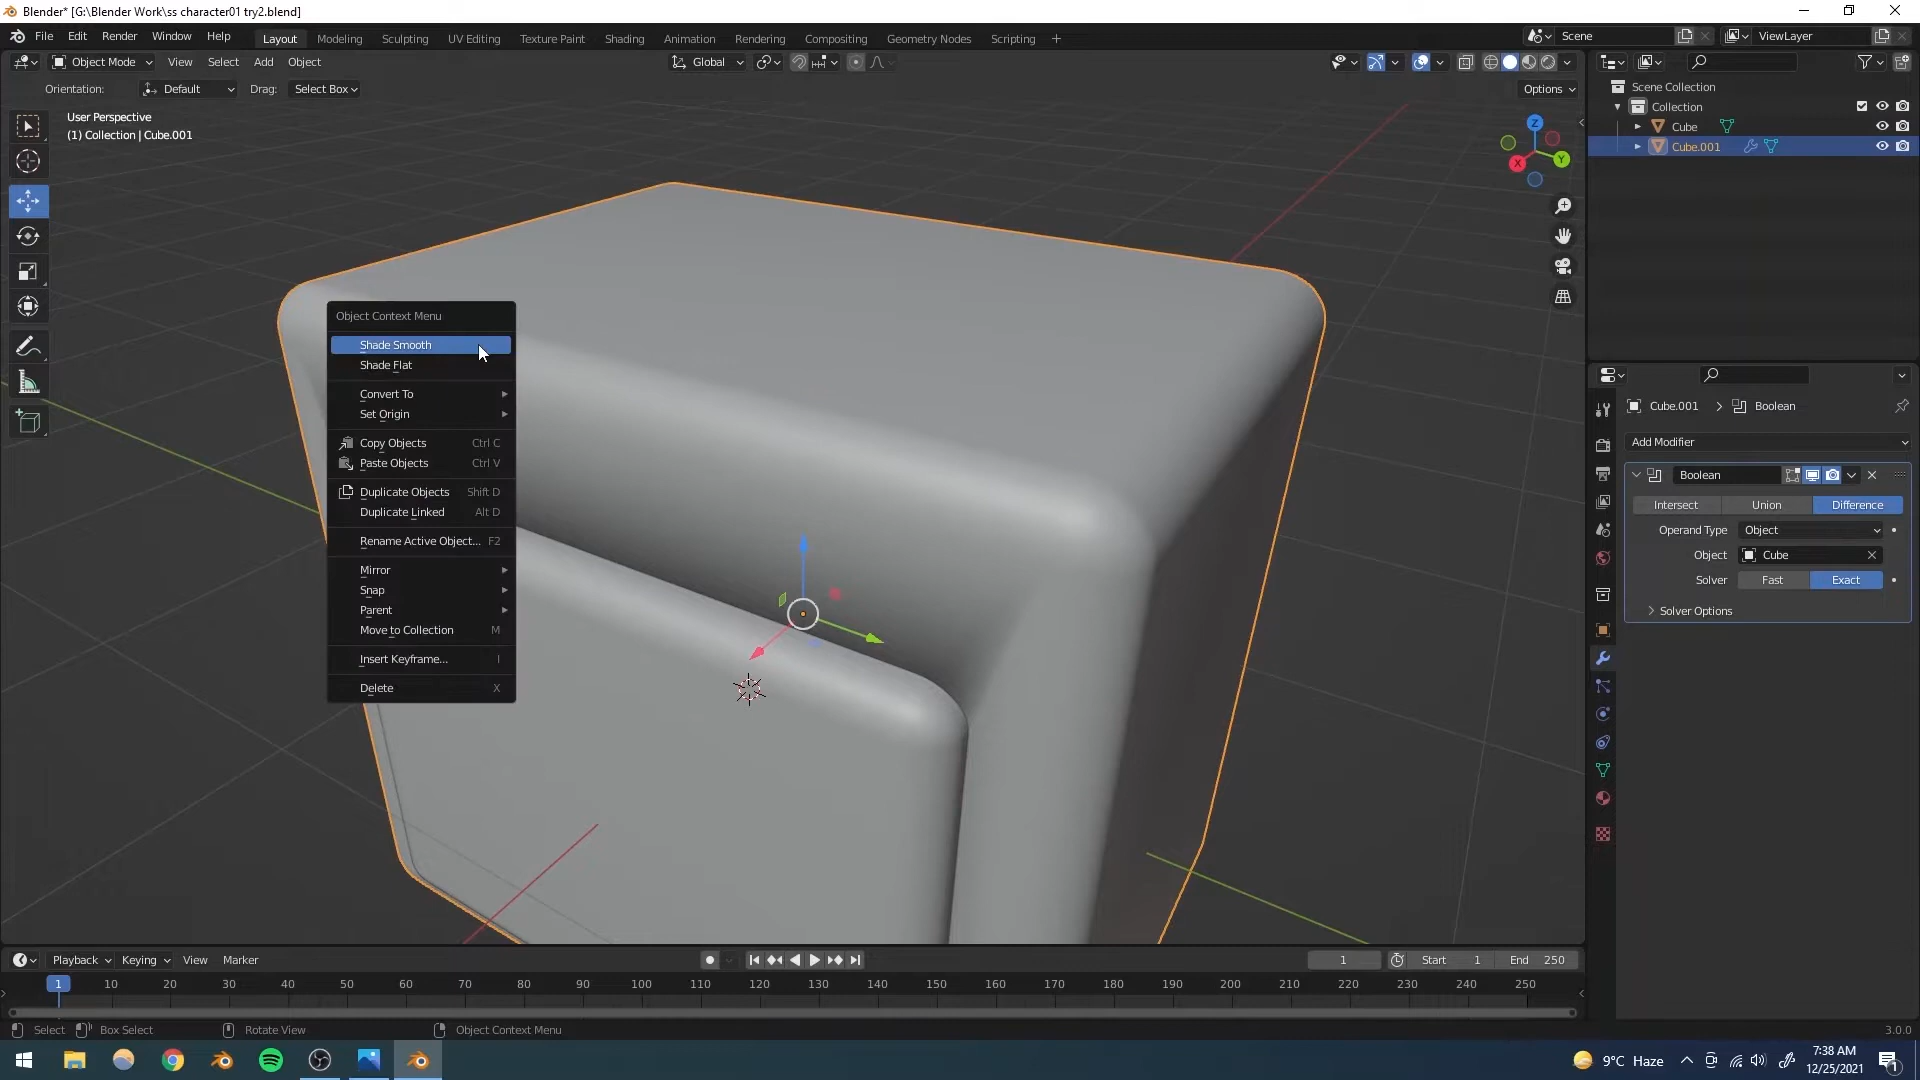 Blender* [G:\Blender Work\ss character01 try2.blend]
File Edit Render Window Help
Layout Modeling Sculpting UV Editing Texture Paint Shading Animation Rendering Compositing Geometry Nodes Scripting +
Scene
ViewLayer
Object Mode View Select Add Object
Global
Orientation: Default Drag: Select Box
Options
User Perspective
(1) Collection | Cube.001
Z
Y
X
Scene Collection
Collection
Cube
Cube.001
Object Context Menu
Shade Smooth
Shade Flat
Convert To
Set Origin
Copy Objects Ctrl C
Paste Objects Ctrl V
Duplicate Objects Shift D
Duplicate Linked Alt D
Rename Active Object... F2
Mirror
Snap
Parent
Move to Collection M
Insert Keyframe... I
Delete X
Cube.001 > Boolean
Add Modifier
Boolean
Intersect Union Difference
Operand Type Object
Object Cube
Solver Fast Exact
Solver Options
Playback Keying View Marker
1 Start 1 End 250
1 10 20 30 40 50 60 70 80 90 100 110 120 130 140 150 160 170 180 190 200 210 220 230 240 250
Select Box Select Rotate View Object Context Menu
3.0.0
9°C Haze
7:38 AM
12/25/2021
1